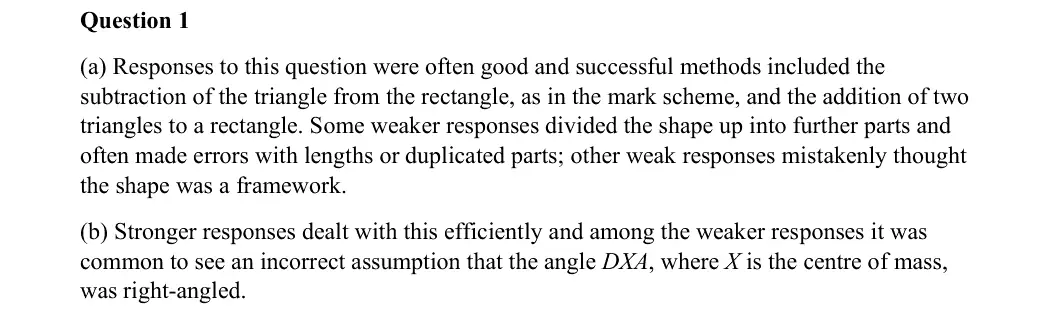 Question 1
(a) Responses to this question were often good and successful methods included the
subtraction of the triangle from the rectangle, as in the mark scheme, and the addition of two
triangles to a rectangle. Some weaker responses divided the shape up into further parts and
often made errors with lengths or duplicated parts; other weak responses mistakenly thought
the shape was a framework.
(b) Stronger responses dealt with this efficiently and among the weaker responses it was
common to see an incorrect assumption that the angle DXA, where X is the centre of mass,
was right-angled.